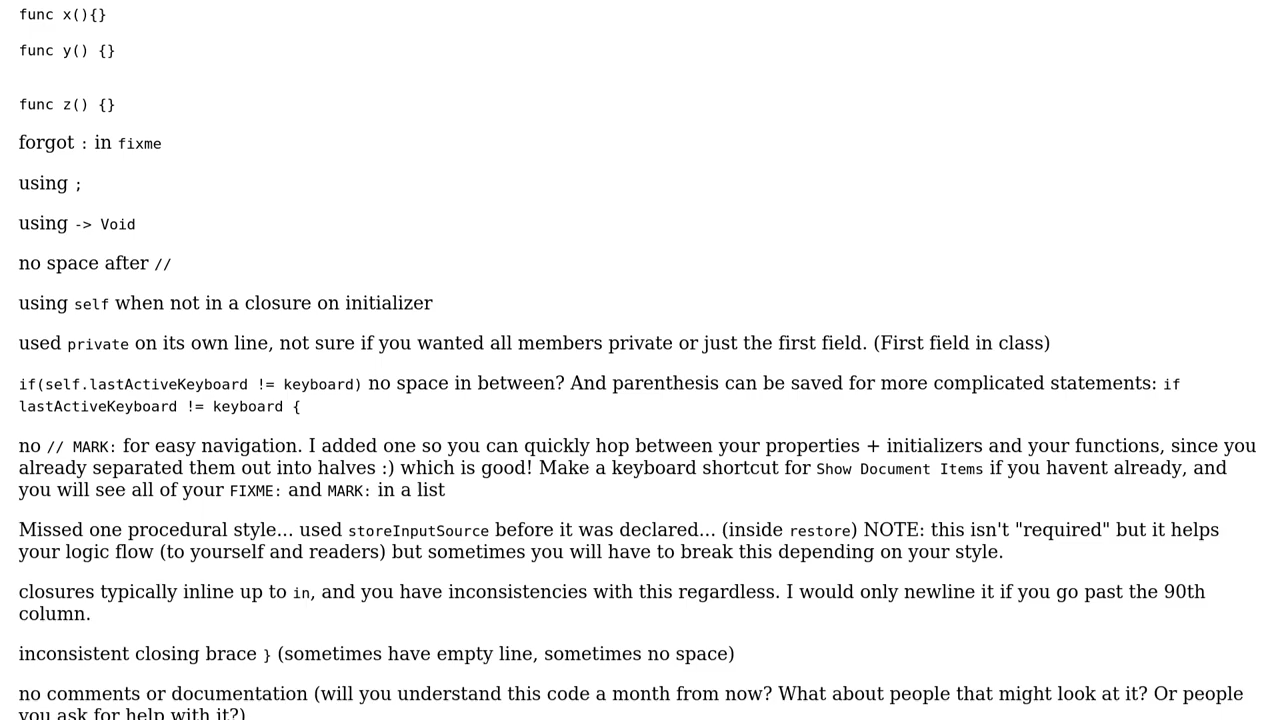 func x(){}
func y() {}
func z() {}
forgot : in fixme
using ;
using -> Void
no space after //
using self when not in a closure on initializer
used private on its own line, not sure if you wanted all members private or just the first field. (First field in class)
if(self.lastActiveKeyboard != keyboard) no space in between? And parenthesis can be saved for more complicated statements: if
lastActiveKeyboard != keyboard {
no // MARK: for easy navigation. I added one so you can quickly hop between your properties + initializers and your functions, since you
already separated them out into halves :) which is good! Make a keyboard shortcut for Show Document Items if you havent already, and
you will see all of your FIXME: and MARK: in a list
Missed one procedural style... used storeInputSource before it was declared... (inside restore) NOTE: this isn't "required" but it helps
your logic flow (to yourself and readers) but sometimes you will have to break this depending on your style.
closures typically inline up to in, and you have inconsistencies with this regardless. I would only newline it if you go past the 90th
column.
inconsistent closing brace } (sometimes have empty line, sometimes no space)
no comments or documentation (will you understand this code a month from now? What about people that might look at it? Or people
you ask for help with it?)